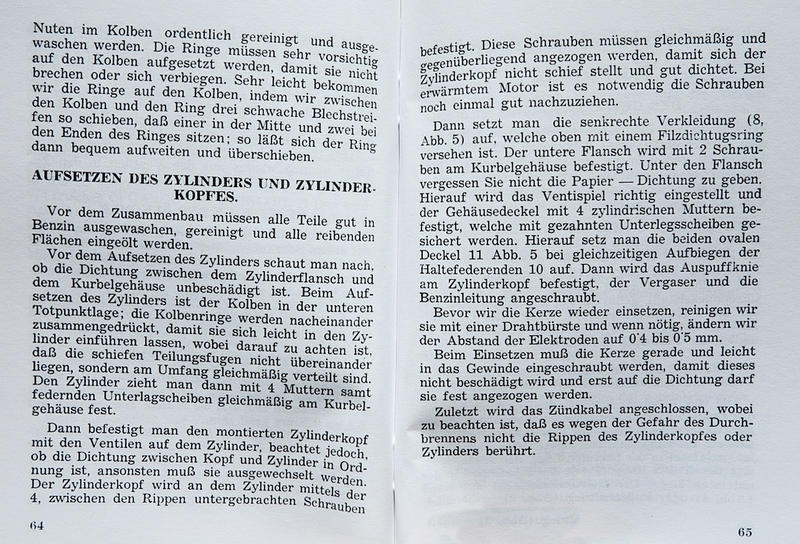 Nuten im Kolben ordentlich gereinigt und ausge-
waschen werden. Die Ringe müssen sehr vorsichtig
auf den Kolben aufgesetzt werden, damit sie nicht
brechen oder sich verbiegen. Sehr leicht bekommen
wir die Ringe auf den Kolben, indem wir zwischen
den Kolben und den Ring drei schwache Blechstrei-
fen so schieben, daß einer in der Mitte und zwei bei
den Enden des Ringes sitzen; so läßt sich der Ring
dann bequem aufweiten und überschieben.
AUFSETZEN DES ZYLINDERS UND ZYLINDER-
KOPFES.
Vor dem Zusammenbau müssen alle Teile gut in
Benzin ausgewaschen, gereinigt und alle reibenden
Flächen eingeölt werden.
Vor dem Aufsetzen des Zylinders schaut man nach,
ob die Dichtung zwischen dem Zylinderflansch und
dem Kurbelgehäuse unbeschädigt ist. Beim Auf-
setzen des Zylinders ist der Kolben in der unteren
Totpunktlage; die Kolbenringe werden nacheinander
zusammengedrückt, damit sie sich leicht in den Zy-
linder einführen lassen, wobei darauf zu achten ist,
daß die schiefen Teilungsfugen nicht übereinander
liegen, sondern am Umfang gleichmäßig verteilt sind.
Den Zylinder zieht man dann mit 4 Muttern samt
federnden Unterlagscheiben gleichmäßig am Kurbel-
gehäuse fest.
Dann befestigt man den montierten Zylinderkopf
mit den Ventilen auf dem Zylinder, beachtet jedoch,
ob die Dichtung zwischen Kopf und Zylinder in Ord-
nung ist, ansonsten muß sie ausgewechselt werden.
Der Zylinderkopf wird an dem Zylinder mittels der
4, zwischen den Rippen untergebrachten Schrauben
64
befestigt. Diese Schrauben müssen gleichmäßig und
gegenüberliegend angezogen werden, damit sich der
Zylinderkopf nicht schief stellt und gut dichtet. Bei
erwärmtem Motor ist es notwendig die Schrauben
noch einmal gut nachzuziehen.
Dann setzt man die senkrechte Verkleidung (8,
Abb. 5) auf, welche oben mit einem Filzdichtugsring
versehen ist. Der untere Flansch wird mit 2 Schrau-
ben am Kurbelgehäuse befestigt. Unter den Flansch
vergessen Sie nicht die Papier — Dichtung zu geben.
Hierauf wird das Ventispiel richtig eingestellt und
der Gehäusedeckel mit 4 zylindrischen Muttern be-
festigt, welche mit gezahnten Unterlegsscheiben ge-
sichert werden. Hierauf setz man die beiden ovalen
Deckel 11 Abb. 5 bei gleichzeitigen Aufbiegen der
Haltefederenden 10 auf. Dann wird das Auspuffknie
am Zylinderkopf befestigt, der Vergaser und die
Benzinleitung angeschraubt.
Bevor wir die Kerze wieder einsetzen, reinigen wir
sie mit einer Drahtbürste und wenn nötig, ändern wir
der Abstand der Elektroden auf 0˙4 bis 0˙5 mm.
Beim Einsetzen muß die Kerze gerade und leicht
in das Gewinde eingeschraubt werden, damit dieses
nicht beschädigt wird und erst auf die Dichtung darf
sie fest angezogen werden.
Zuletzt wird das Zündkabel angeschlossen, wobei
zu beachten ist, daß es wegen der Gefahr des Durch-
brennens nicht die Rippen des Zylinderkopfes oder
Zylinders berührt.
65